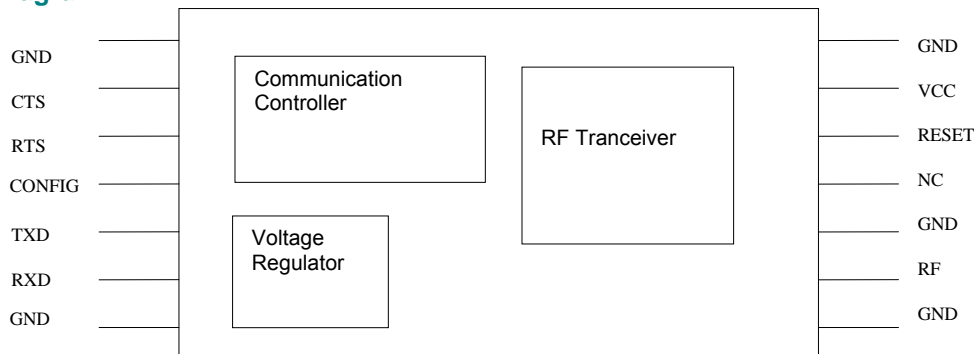 GND
CTS
RTS
CONFIG
TXD
RXD
GND
Communication
Controller
Voltage
Regulator
RF Tranceiver
GND
VCC
RESET
NC
GND
RF
GND